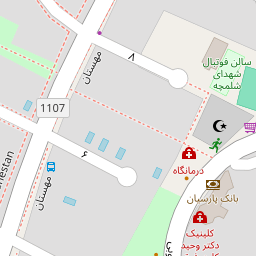 سالن فوتبال
شهدای
شلمچه
مهستان
۸
1107
درمانگاه
۶
بانک پارسیان
مهستان
کلینیک
دکتر وحید